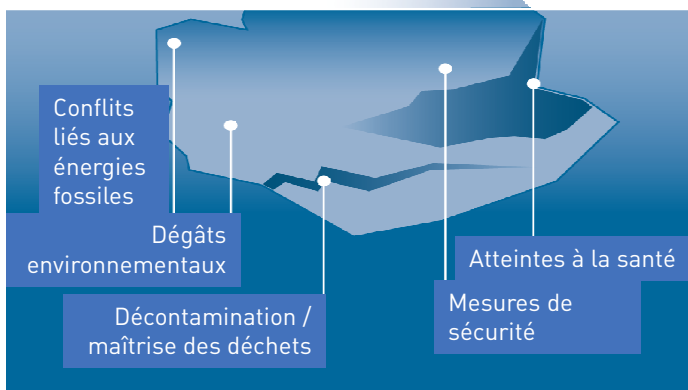 Conflits
liés aux
énergies
fossiles
Dégâts
environnementaux
Décontamination /
maîtrise des déchets
Atteintes à la santé
Mesures de
sécurité